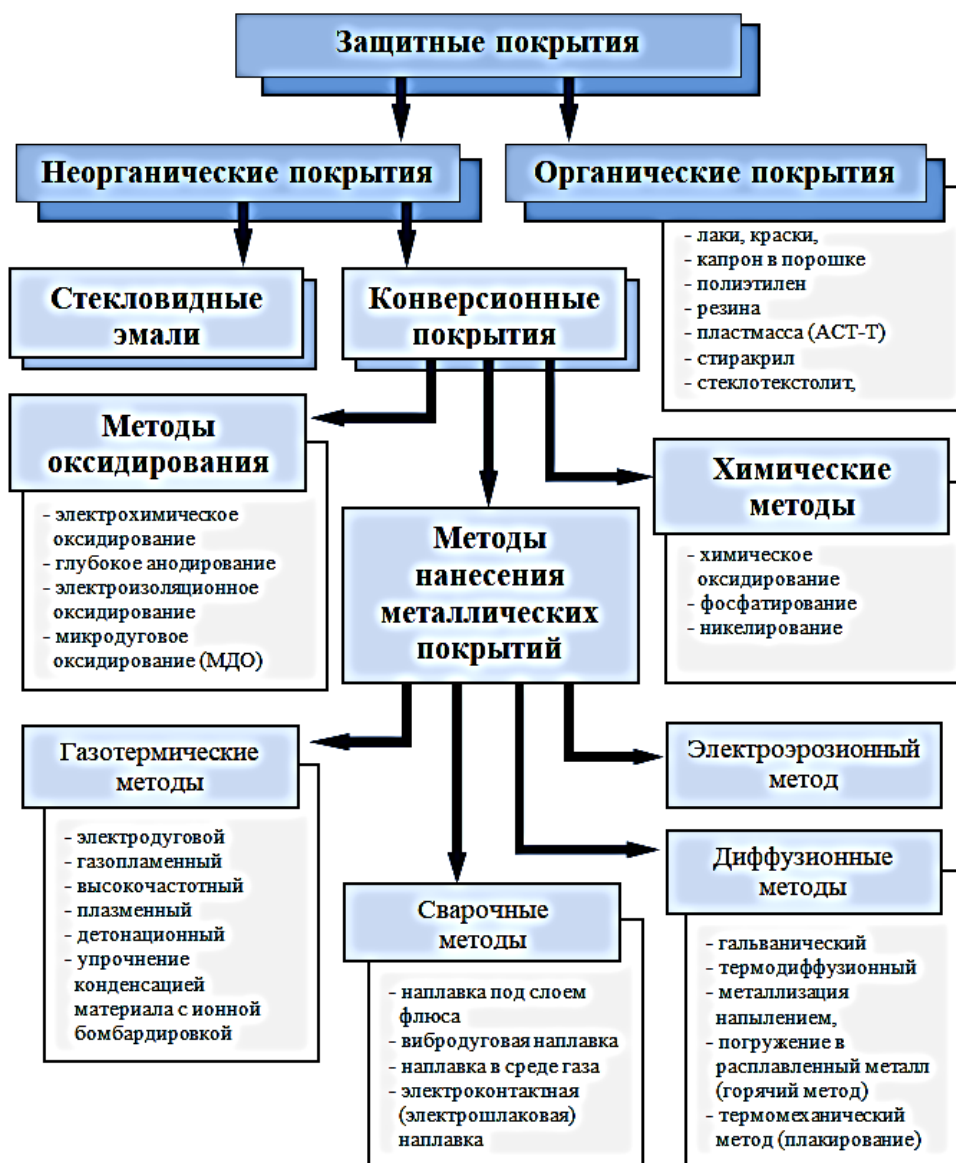 Защитные покрытия
Неорганические покрытия
Органические покрытия
- лаки, краски,
- капрон в порошке
- полиэтилен
- резина
- пластмасса (АСТ-Т)
- стиракрил
- стеклотекстолит,
Стекловидные
эмали
Конверсионные
покрытия
Методы
оксидирования
- электрохимическое
оксидирование
- глубокое анодирование
- электроизоляционное
оксидирование
- микродуговое
оксидирование (МДО)
Методы
нанесения
металлических
покрытий
Химические
методы
- химическое
оксидирование
- фосфатирование
- никелирование
Газотермические
методы
- электродуговой
- газопламенный
- высокочастотный
- плазменный
- детонационный
- упрочнение
конденсацией
материала с ионной
бомбардировкой
Сварочные
методы
- наплавка под слоем
флюса
- вибродуговая наплавка
- наплавка в среде газа
- электроконтактная
(электрошлаковая)
наплавка
Электроэрозионный
метод
Диффузионные
методы
- гальванический
- термодиффузионный
- металлизация
напылением,
- погружение в
расплавленный металл
(горячий метод)
- термомеханический
метод (плакирование)